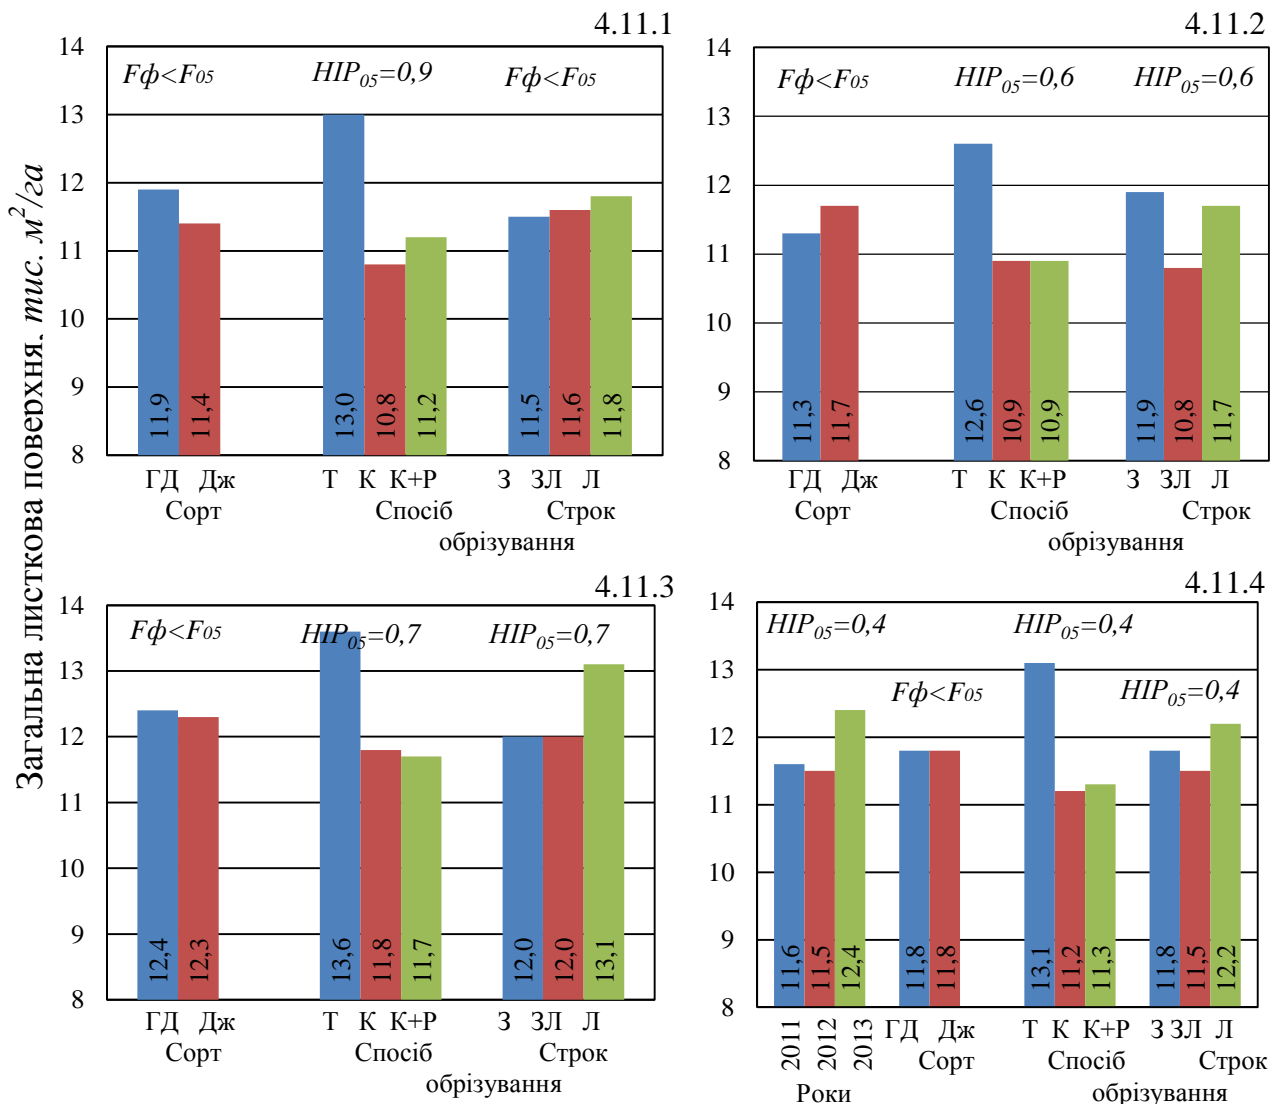 Загальна листкова поверхня. тис. м²/га
4.11.1
14
13
12
11
10
9
8
Fф<F05
НІР05=0,9
Fф<F05
11,9
11,4
13,0
10,8
11,2
11,5
11,6
11,8
ГД Дж Т К К+Р З ЗЛ Л
Сорт Спосіб Строк
обрізування
4.11.2
14
13
12
11
10
9
8
Fф<F05
НІР05=0,6
НІР05=0,6
11,3
11,7
12,6
10,9
10,9
11,9
10,8
11,7
ГД Дж Т К К+Р З ЗЛ Л
Сорт Спосіб Строк
обрізування
4.11.3
14
13
12
11
10
9
8
Fф<F05
НІР05=0,7
НІР05=0,7
12,4
12,3
13,6
11,8
11,7
12,0
12,0
13,1
ГД Дж Т К К+Р З ЗЛ Л
Сорт Спосіб Строк
обрізування
4.11.4
14
13
12
11
10
9
8
НІР05=0,4
Fф<F05
НІР05=0,4
НІР05=0,4
11,6
11,5
12,4
11,8
11,8
13,1
11,2
11,3
11,8
11,5
12,2
2011 2012 2013 ГД Дж Т К К+Р З ЗЛ Л
Сорт Спосіб Строк
Роки обрізування